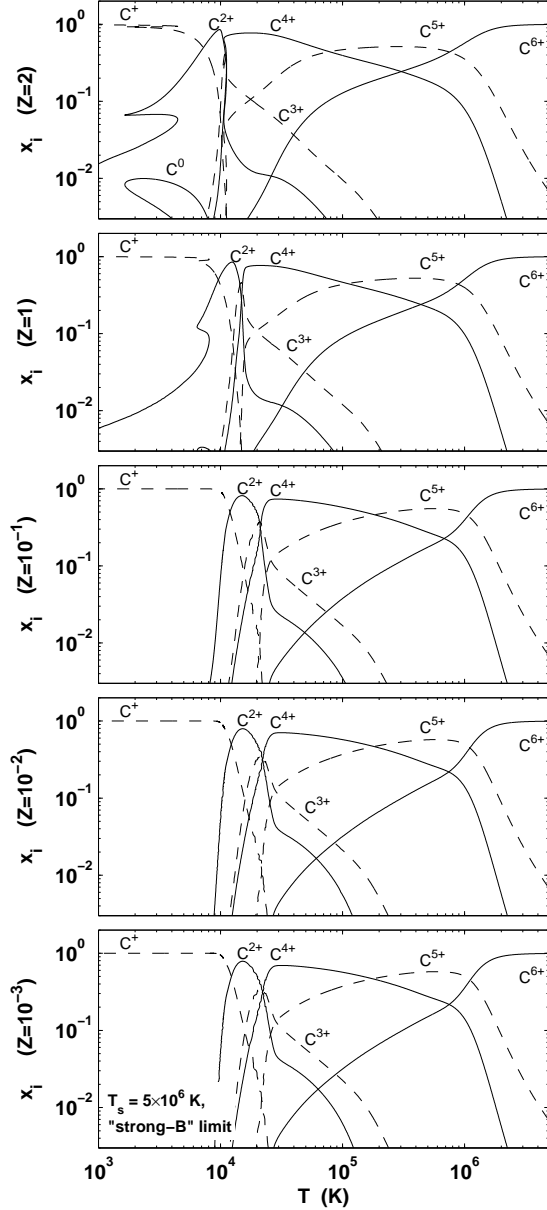 C⁺ C²⁺ C⁴⁺ C⁵⁺ C⁶⁺
C³⁺
C⁰
10⁰
10⁻¹
10⁻²
xᵢ (Z=2)
C⁺ C²⁺ C⁴⁺ C⁵⁺ C⁶⁺
C³⁺
10⁰
10⁻¹
10⁻²
xᵢ (Z=1)
C⁺ C²⁺ C⁴⁺ C⁵⁺ C⁶⁺
C³⁺
10⁰
10⁻¹
10⁻²
xᵢ (Z=10⁻¹)
C⁺ C²⁺ C⁴⁺ C⁵⁺ C⁶⁺
C³⁺
10⁰
10⁻¹
10⁻²
xᵢ (Z=10⁻²)
C⁺ C²⁺ C⁴⁺ C⁵⁺ C⁶⁺
C³⁺
10⁰
10⁻¹
10⁻²
xᵢ (Z=10⁻³)
Tₛ = 5×10⁶ K,
"strong−B" limit
10³ 10⁴ 10⁵ 10⁶
T (K)